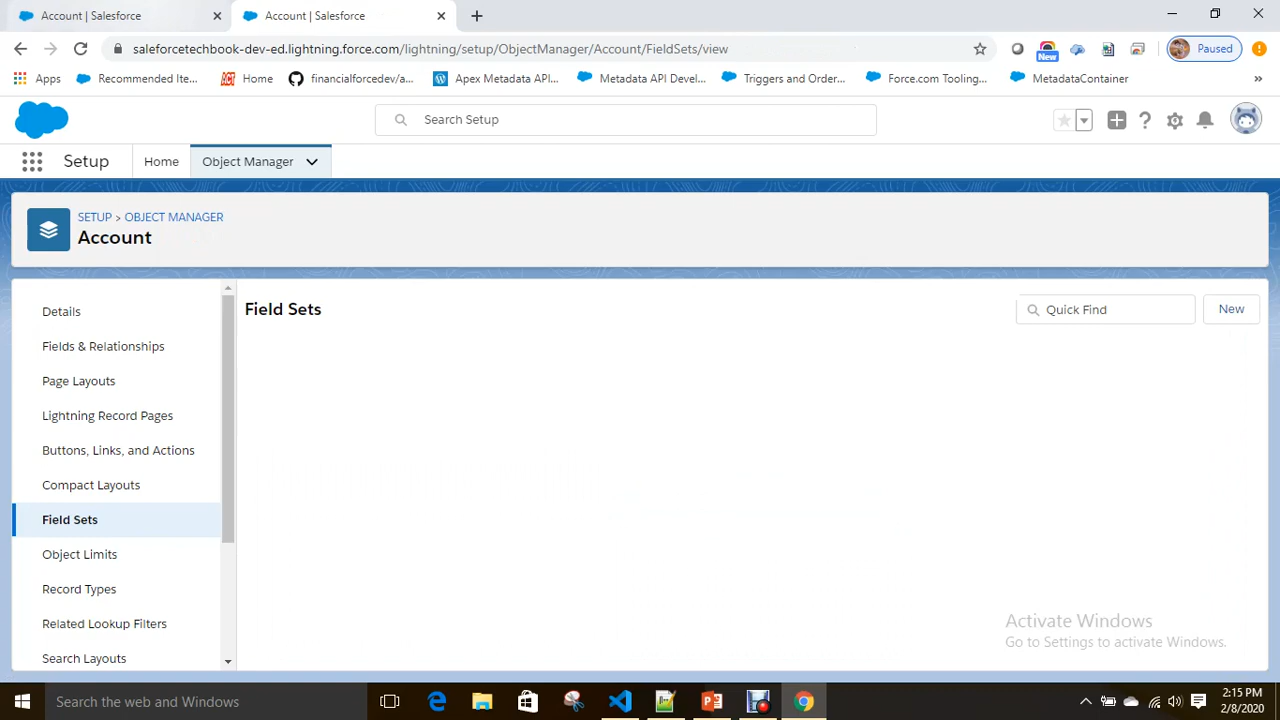 Account | Salesforce
Account | Salesforce
saleforcetechbook-dev-ed.lightning.force.com/lightning/setup/ObjectManager/Account/FieldSets/view
New
Paused
Apps
Recommended Ite...
ACT Home
financialforcedev/a...
Apex Metadata API...
Metadata API Devel...
Triggers and Order...
Force.com Tooling...
MetadataContainer
Search Setup
Setup
Home
Object Manager
SETUP > OBJECT MANAGER
Account
Details
Fields & Relationships
Page Layouts
Lightning Record Pages
Buttons, Links, and Actions
Compact Layouts
Field Sets
Object Limits
Record Types
Related Lookup Filters
Search Layouts
Field Sets
Quick Find
New
Activate Windows
Go to Settings to activate Windows.
Search the web and Windows
2:15 PM
2/8/2020